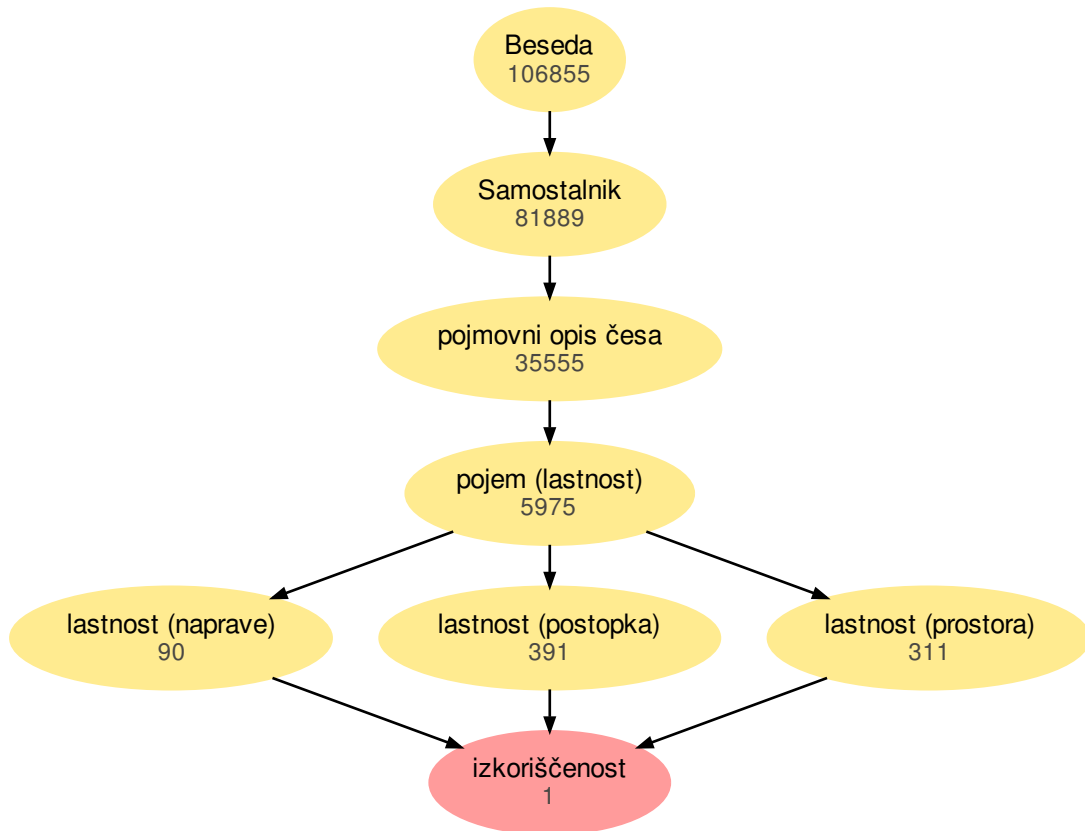 Beseda
106855
Samostalnik
81889
pojmovni opis česa
35555
pojem (lastnost)
5975
lastnost (naprave)
90
lastnost (postopka)
391
lastnost (prostora)
311
izkoriščenost
1